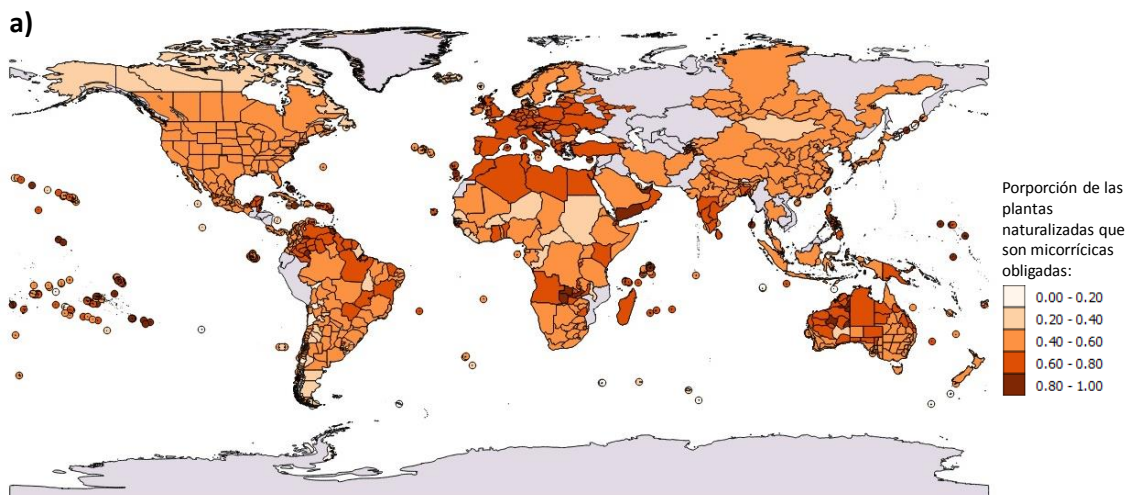 a)
Porporción de las
plantas
naturalizadas que
son micorrícicas
obligadas:
0.00 - 0.20
0.20 - 0.40
0.40 - 0.60
0.60 - 0.80
0.80 - 1.00